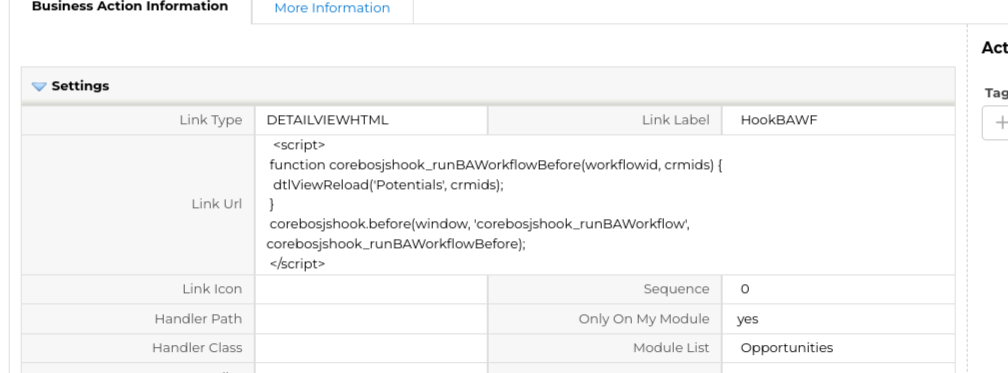 Business Action Information
More Information
Act
Settings
Tag
Link Type
DETAILVIEWHTML
Link Label
HookBAWF
Link Url
<script>
function corebosjshook_runBAWorkflowBefore(workflowid, crmids) {
dtlViewReload('Potentials', crmids);
}
corebosjshook.before(window, 'corebosjshook_runBAWorkflow',
corebosjshook_runBAWorkflowBefore);
</script>
Link Icon
Sequence
0
Handler Path
Only On My Module
yes
Handler Class
Module List
Opportunities